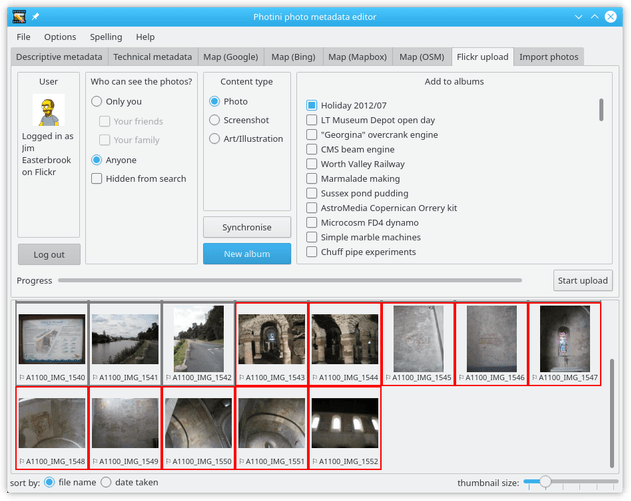 Photini photo metadata editor
File Options Spelling Help
Descriptive metadata Technical metadata Map (Google) Map (Bing) Map (Mapbox) Map (OSM) Flickr upload Import photos
User
Logged in as
Jim
Easterbrook
on Flickr
Log out
Who can see the photos?
Only you
Your friends
Your family
Anyone
Hidden from search
Content type
Photo
Screenshot
Art/Illustration
Synchronise
New album
Add to albums
Holiday 2012/07
LT Museum Depot open day
"Georgina" overcrank engine
CMS beam engine
Worth Valley Railway
Marmalade making
Sussex pond pudding
AstroMedia Copernican Orrery kit
Microcosm FD4 dynamo
Simple marble machines
Chuff pipe experiments
Progress
Start upload
A1100_IMG_1540 A1100_IMG_1541 A1100_IMG_1542 A1100_IMG_1543 A1100_IMG_1544 A1100_IMG_1545 A1100_IMG_1546 A1100_IMG_1547
A1100_IMG_1548 A1100_IMG_1549 A1100_IMG_1550 A1100_IMG_1551 A1100_IMG_1552
sort by: file name date taken
thumbnail size: